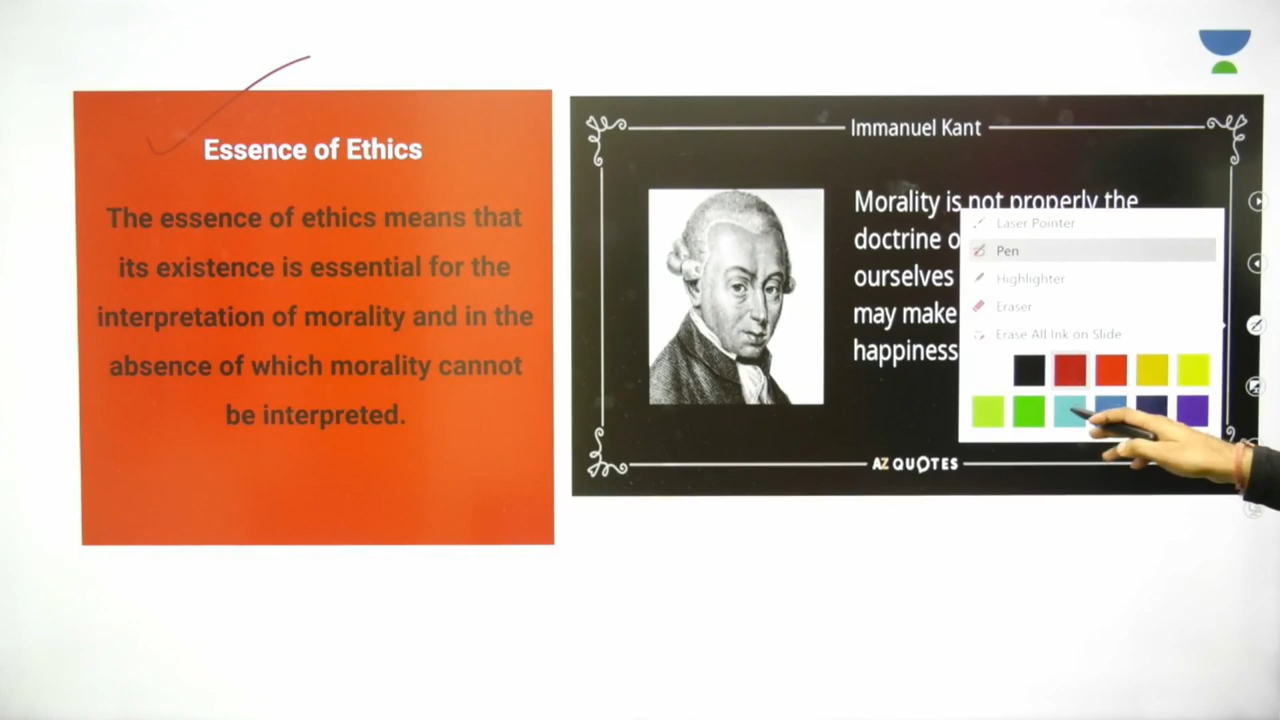 Essence of Ethics
The essence of ethics means that
its existence is essential for the
interpretation of morality and in the
absence of which morality cannot
be interpreted.
Immanuel Kant
Morality is not properly the
doctrine o
ourselves
may make
happiness
AZ QUOTES
Laser Pointer
Pen
Highlighter
Eraser
Erase All Ink on Slide